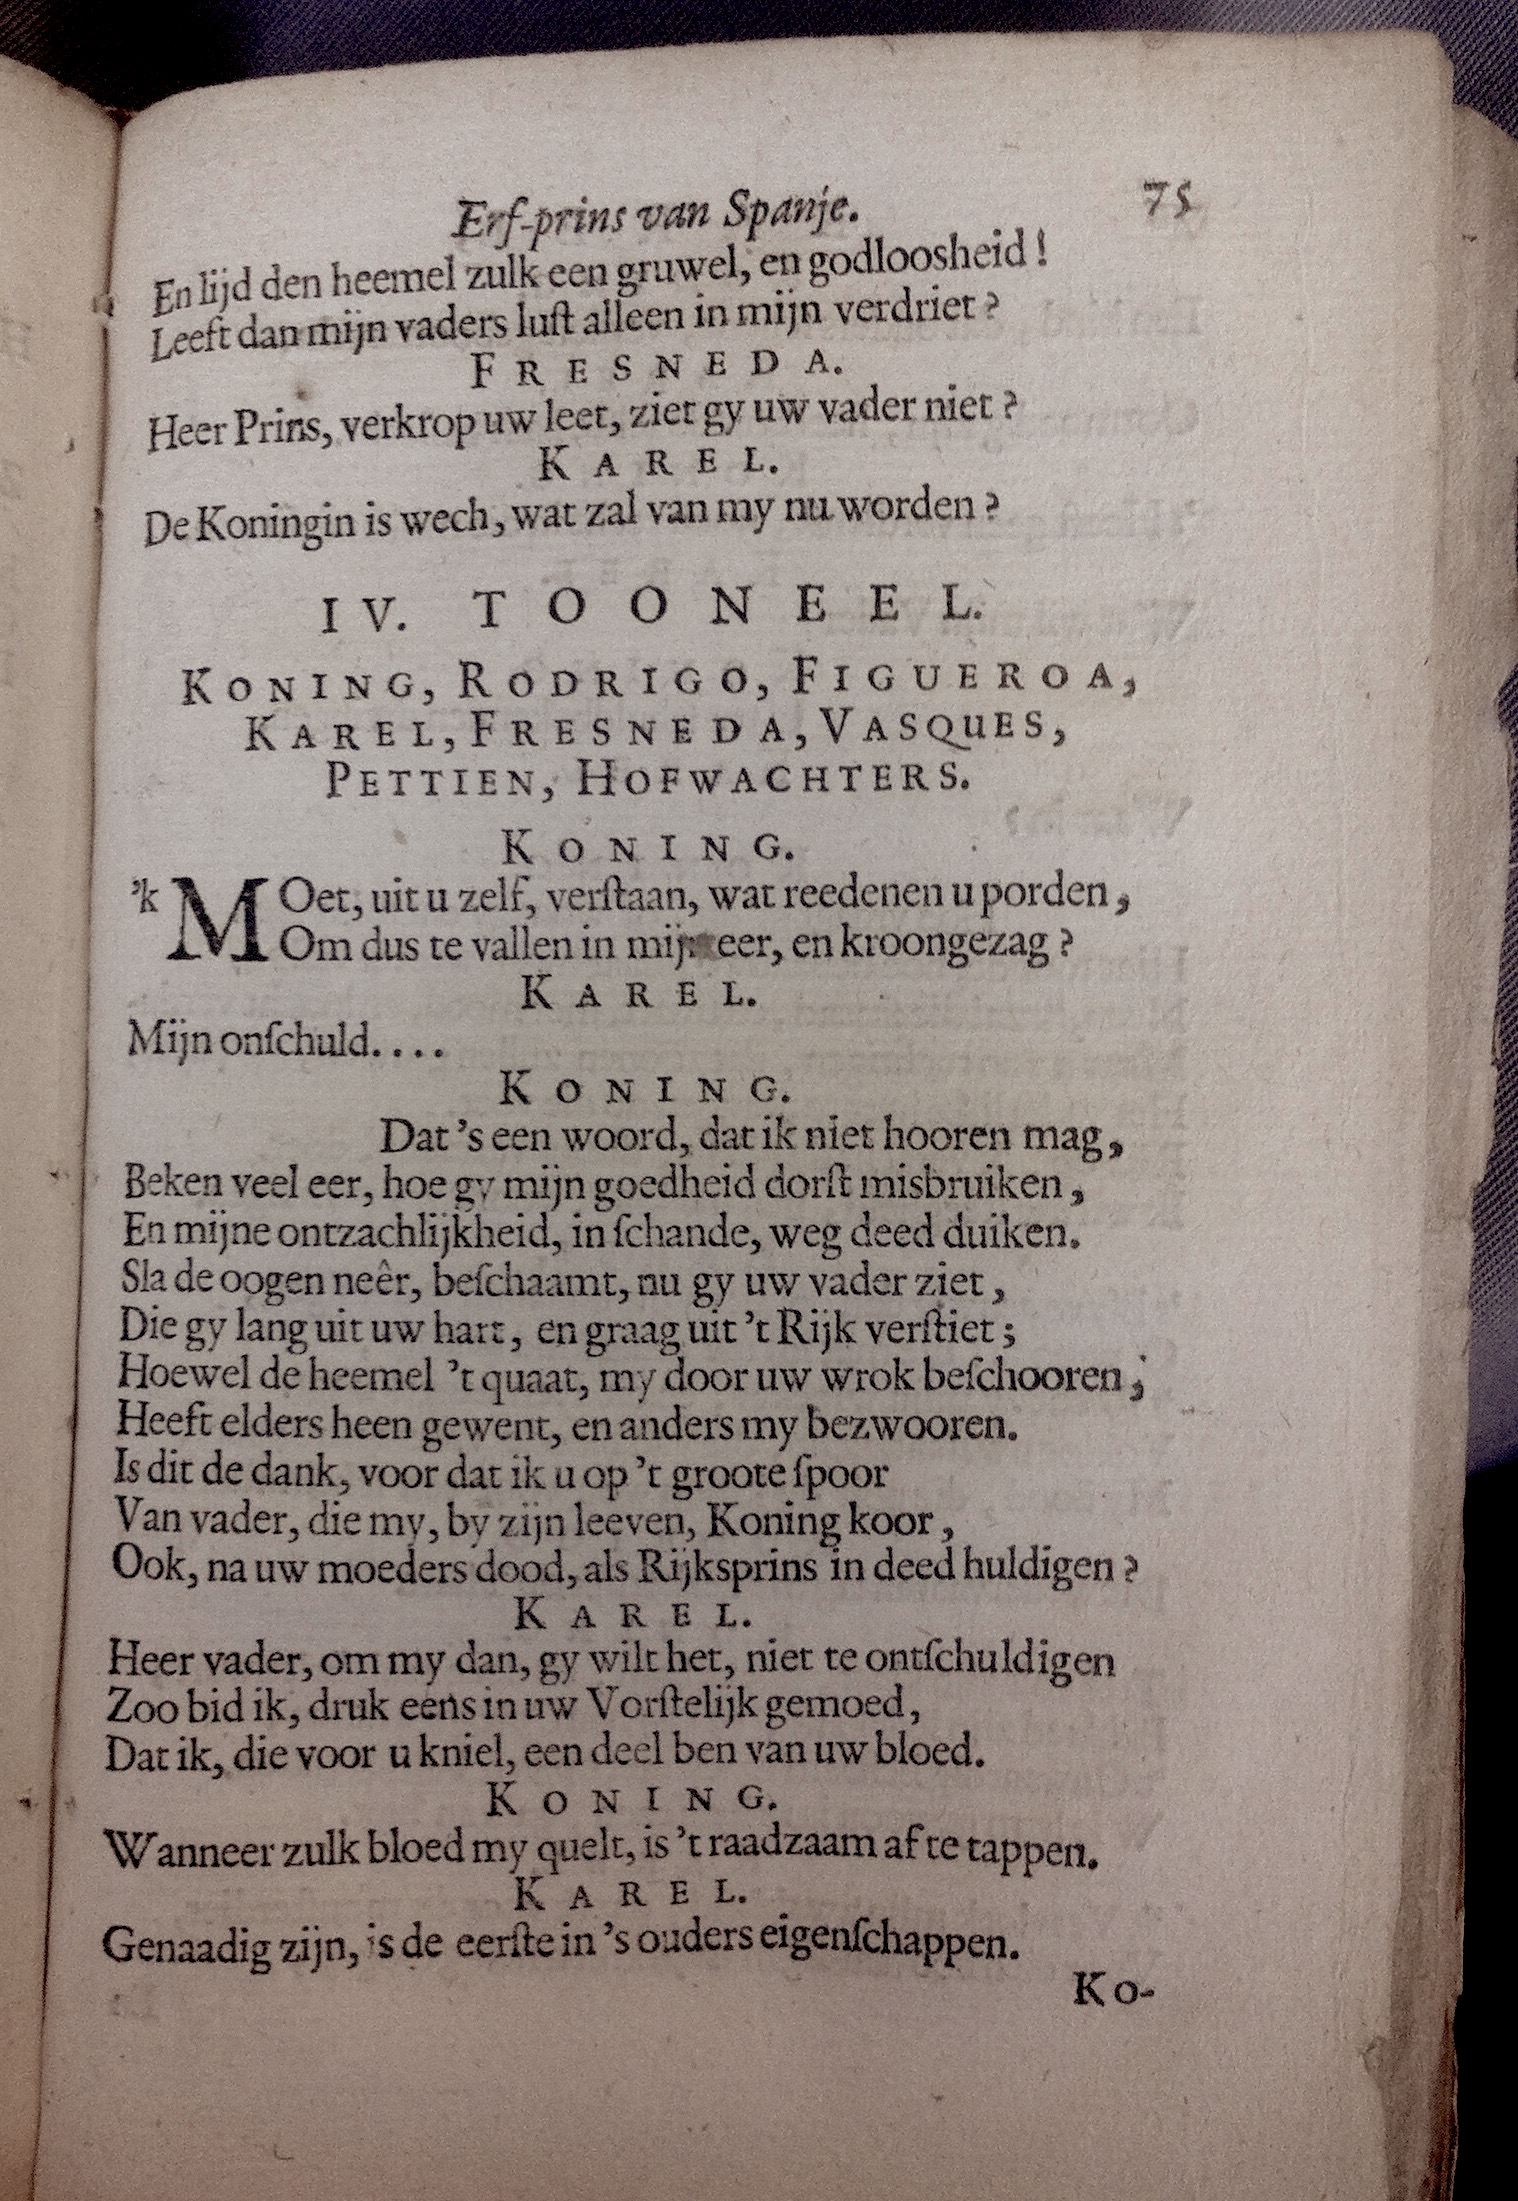 Erf-prins van Spanje. 75
En lijd den heemel zulk een gruwel, en godloosheid!
Leeft dan mijn vaders luſt alleen in mijn verdriet?
FRESNEDA.
Heer Prins, verkrop uw leet, ziet gy uw vader niet?
KAREL.
De Koningin is wech, wat zal van my nu worden?
IV. TOONEEL.
KONING, RODRIGO, FIGUEROA,
KAREL, FRESNEDA, VASQUES,
PETTIEN, HOFWACHTERS.
KONING.
'k MOet, uit u zelf, verſtaan, wat reedenen u porden,
Om dus te vallen in mijn eer, en kroongezag?
KAREL.
Mijn onſchuld....
KONING.
Dat 's een woord, dat ik niet hooren mag,
Beken veel eer, hoe gy mijn goedheid dorſt misbruiken,
En mijne ontzachlijkheid, in ſchande, weg deed duiken.
Sla de oogen neêr, beſchaamt, nu gy uw vader ziet,
Die gy lang uit uw hart, en graag uit 't Rijk verſtiet;
Hoewel de heemel 't quaat, my door uw wrok beſchooren,
Heeft elders heen gewent, en anders my bezwooren.
Is dit de dank, voor dat ik u op 't groote ſpoor
Van vader, die my, by zijn leeven, Koning koor,
Ook, na uw moeders dood, als Rijksprins in deed huldigen?
KAREL.
Heer vader, om my dan, gy wilt het, niet te ontſchuldigen
Zoo bid ik, druk eens in uw Vorſtelijk gemoed,
Dat ik, die voor u kniel, een deel ben van uw bloed.
KONING.
Wanneer zulk bloed my quelt, is 't raadzaam af te tappen.
KAREL.
Genaadig zijn, is de eerſte in 's ouders eigenſchappen.
Ko-